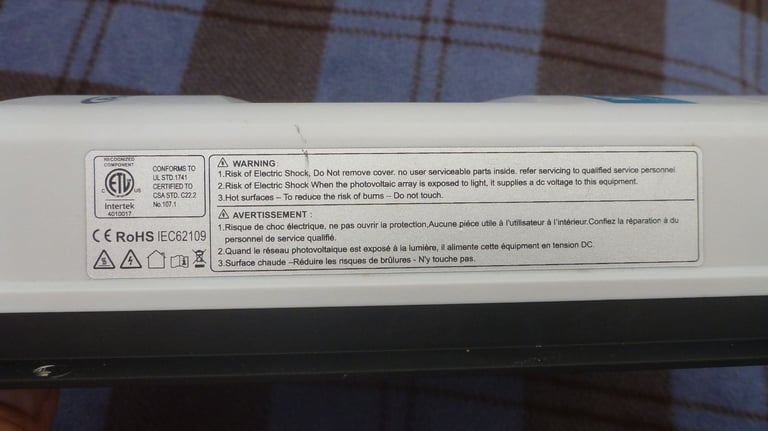 RECOGNIZED
COMPONENT
C ETL US
Intertek
4010017
CONFORMS TO
UL STD.1741
CERTIFIED TO
CSA STD. C22.2
No.107.1
CE RoHS IEC62109
WARNING:
1.Risk of Electric Shock, Do Not remove cover. no user serviceable parts inside. refer servicing to qualified service personnel
2.Risk of Electric Shock When the photovoltaic array is exposed to light, it supplies a dc voltage to this equipment.
3.Hot surfaces – To reduce the risk of burns – Do not touch.
AVERTISSEMENT :
1.Risque de choc électrique, ne pas ouvrir la protection,Aucune piéce utile à l'utilisateur à l'intérieur.Confiez la réparation à du
personnel de service qualifié.
2.Quand le réseau photovoltaique est exposé à la lumière, il alimente cette équipment en tension DC.
3.Surface chaude –Réduire les risques de brûlures - N'y touche pas.